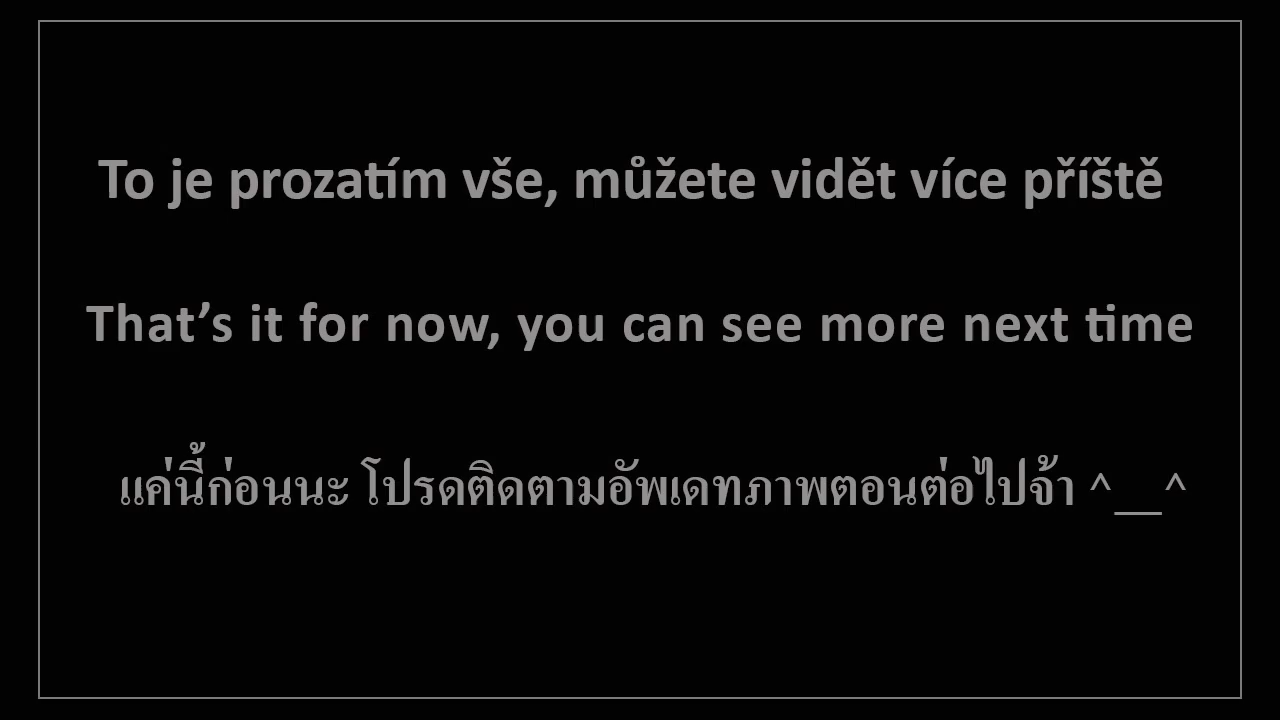 To je prozatím vše, můžete vidět více příště
That’s it for now, you can see more next time
แค่นี้ก่อนนะ โปรดติดตามอัพเดทภาพตอนต่อไปจ้า ^__^